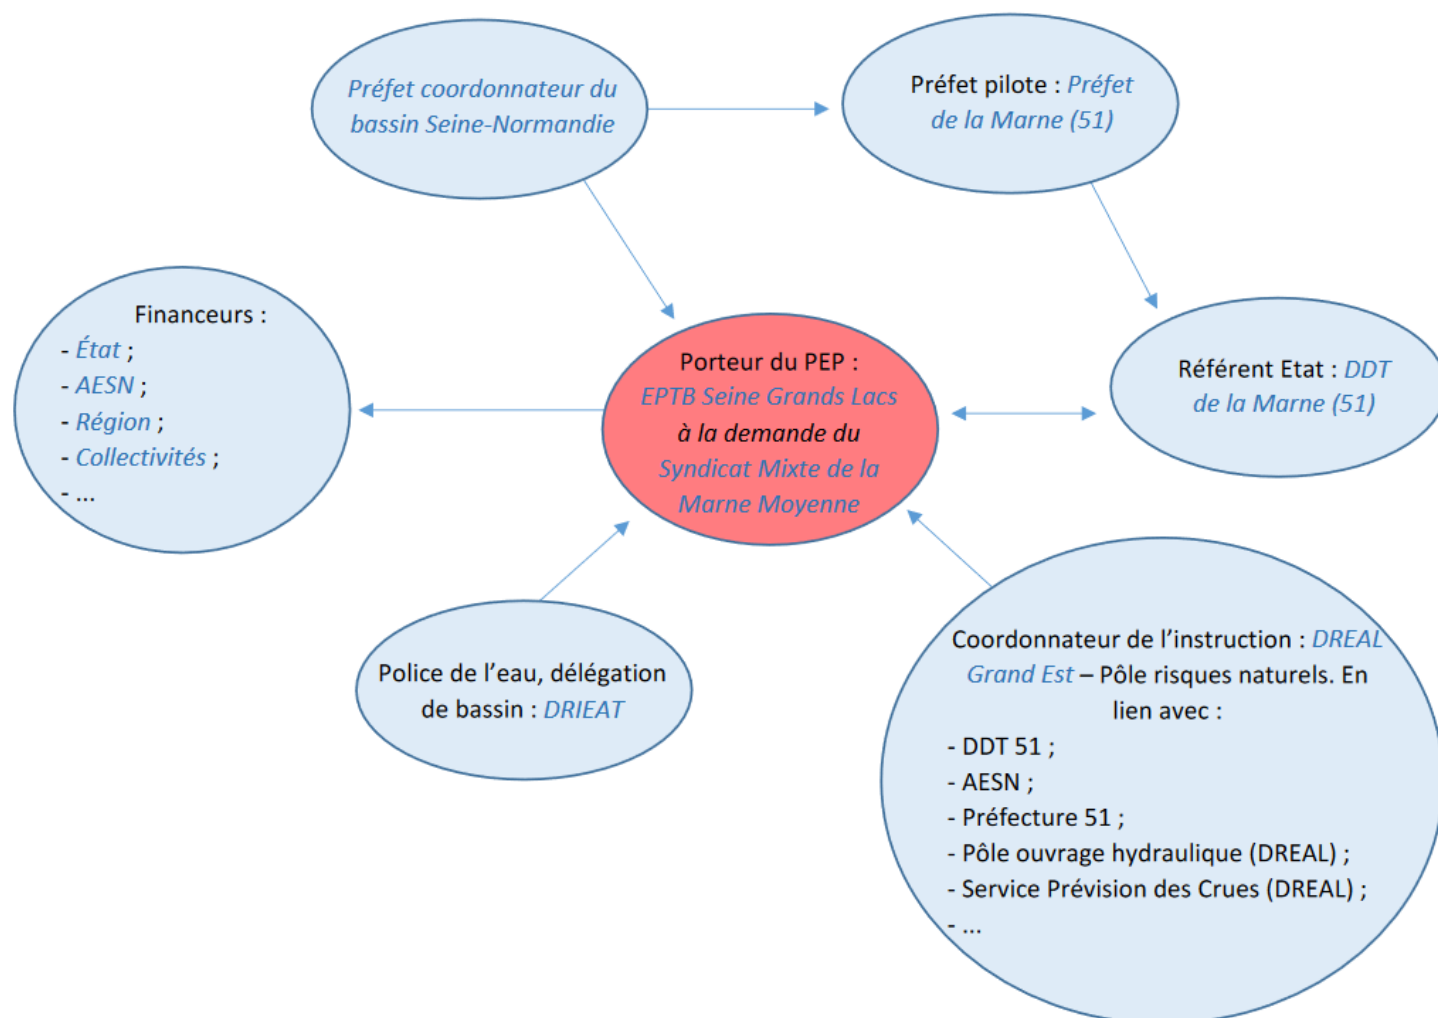 Préfet coordonnateur du
bassin Seine-Normandie
Préfet pilote : Préfet
de la Marne (51)
Financeurs :
- État ;
- AESN ;
- Région ;
- Collectivités ;
- ...
Porteur du PEP :
EPTB Seine Grands Lacs
à la demande du
Syndicat Mixte de la
Marne Moyenne
Référent Etat : DDT
de la Marne (51)
Police de l’eau, délégation
de bassin : DRIEAT
Coordonnateur de l’instruction : DREAL
Grand Est – Pôle risques naturels. En
lien avec :
- DDT 51 ;
- AESN ;
- Préfecture 51 ;
- Pôle ouvrage hydraulique (DREAL) ;
- Service Prévision des Crues (DREAL) ;
- ...